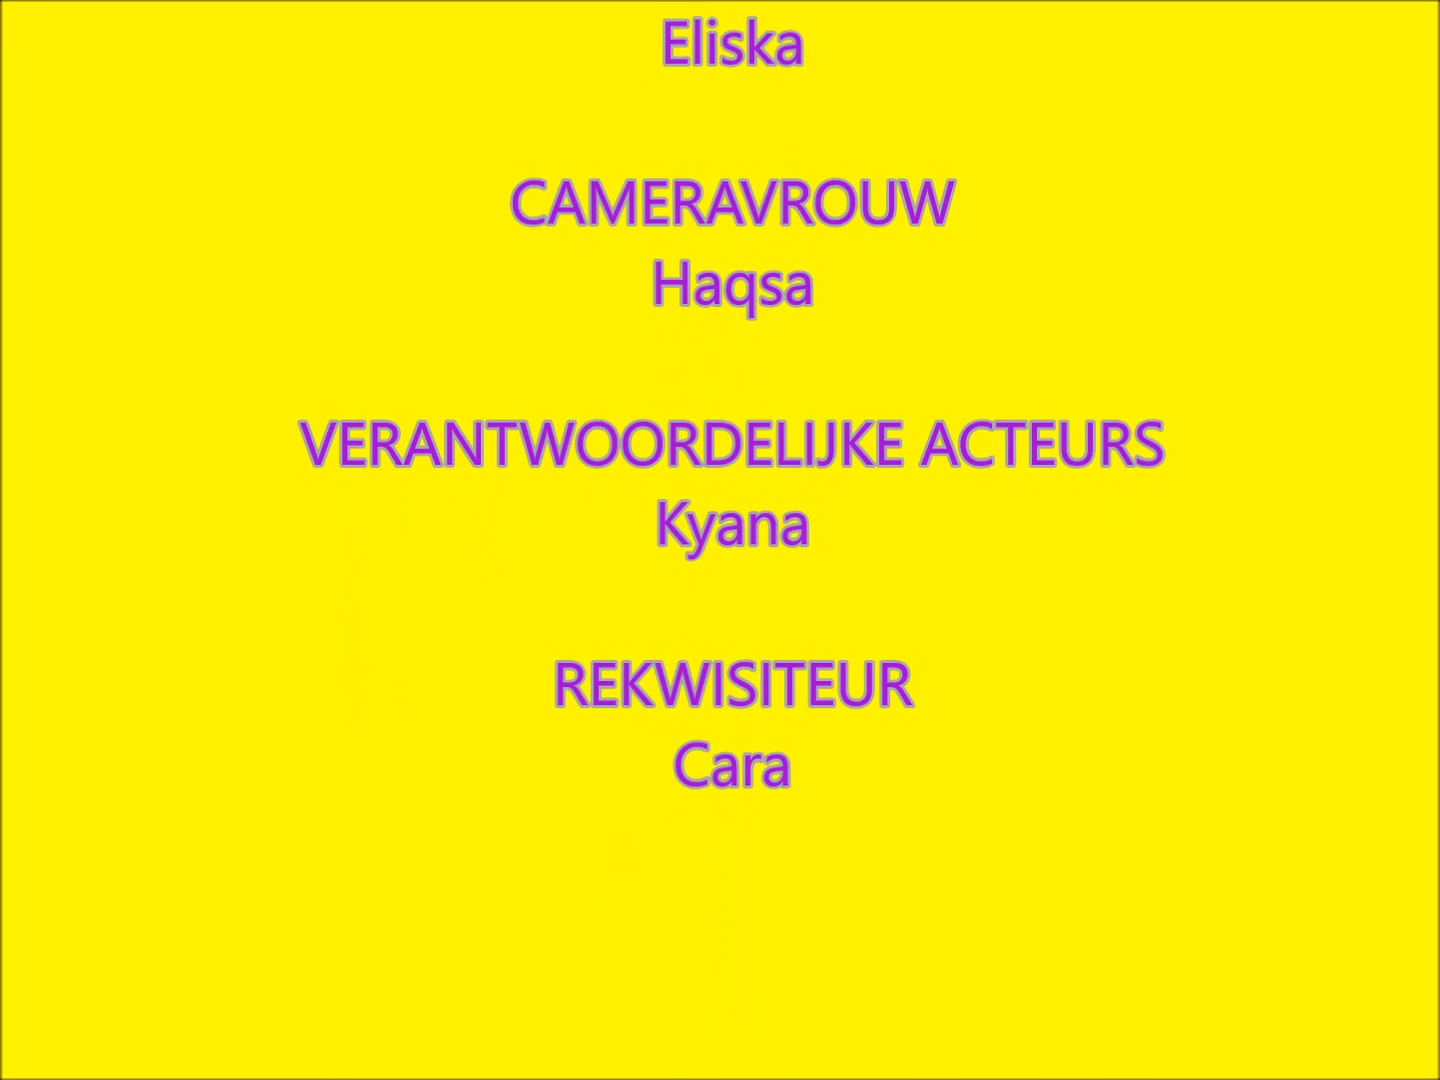 Eliska
CAMERAVROUW
Haqsa
VERANTWOORDELIJKE ACTEURS
Kyana
REKWISITEUR
Cara